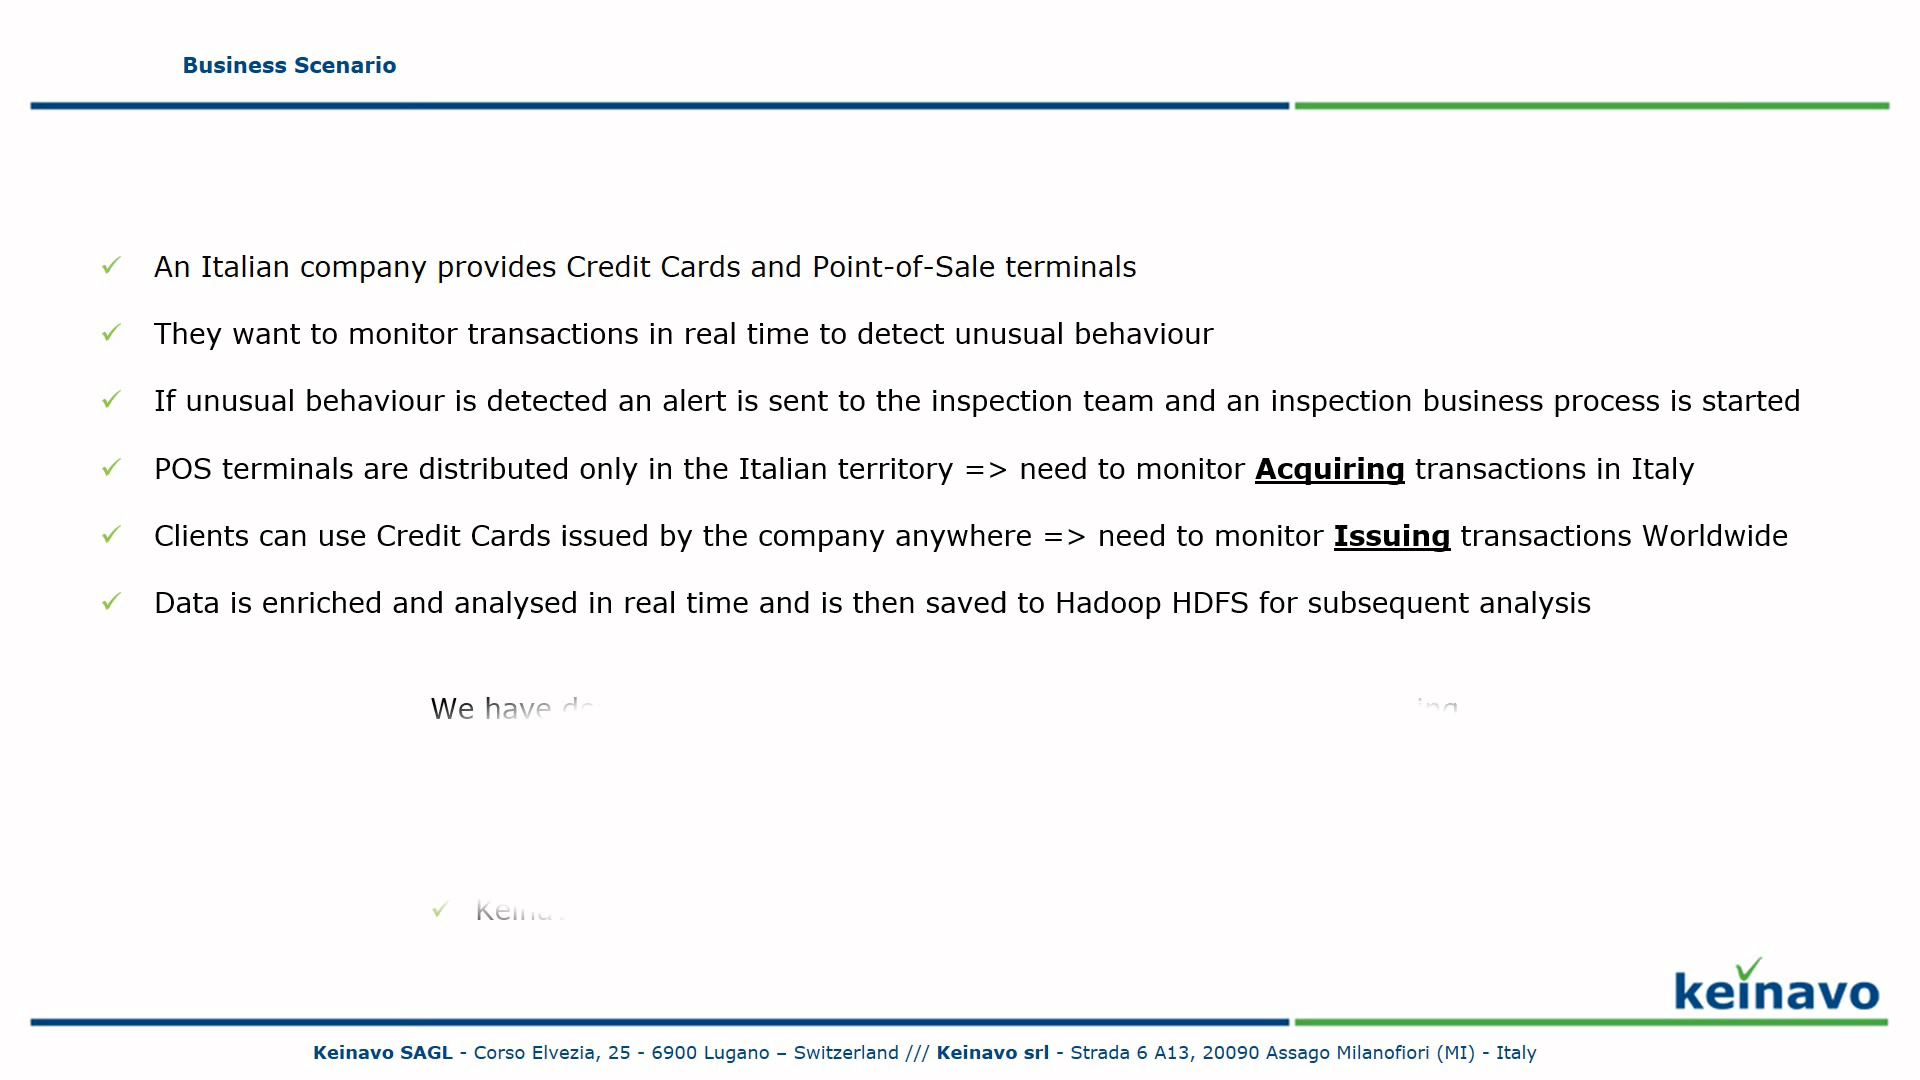 Business Scenario
An Italian company provides Credit Cards and Point-of-Sale terminals
They want to monitor transactions in real time to detect unusual behaviour
If unusual behaviour is detected an alert is sent to the inspection team and an inspection business process is started
POS terminals are distributed only in the Italian territory => need to monitor Acquiring transactions in Italy
Clients can use Credit Cards issued by the company anywhere => need to monitor Issuing transactions Worldwide
Data is enriched and analysed in real time and is then saved to Hadoop HDFS for subsequent analysis
We have
keinavo
Keinavo SAGL - Corso Elvezia, 25 - 6900 Lugano – Switzerland /// Keinavo srl - Strada 6 A13, 20090 Assago Milanofiori (MI) - Italy